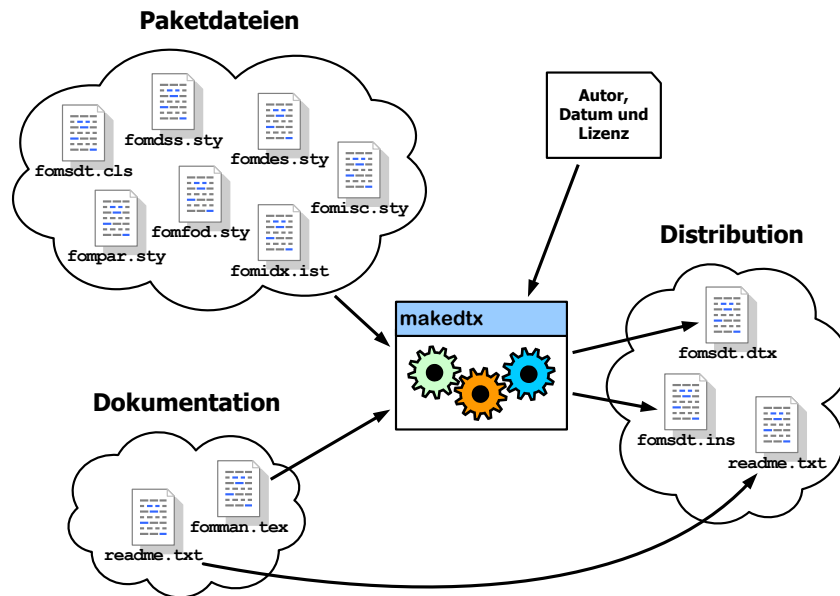 Paketdateien
fomdss.sty
fomdes.sty
fomsdt.cls
fomisc.sty
fomfod.sty
fompar.sty
fomidx.ist
Autor,
Datum und
Lizenz
Distribution
makedtx
fomsdt.dtx
fomsdt.ins
readme.txt
Dokumentation
fomman.tex
readme.txt